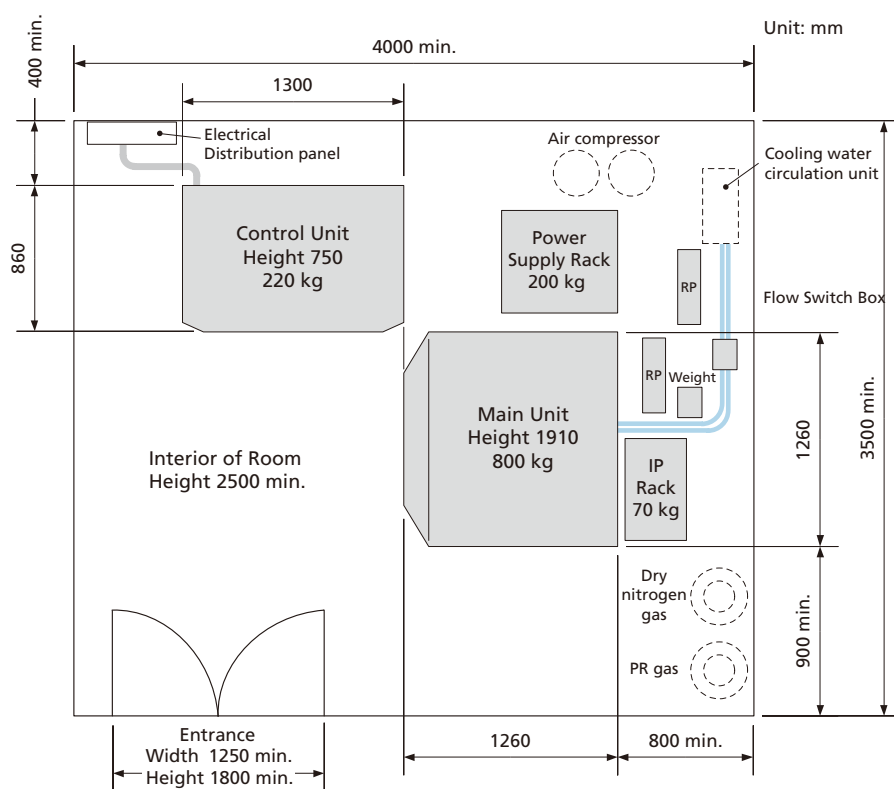 Unit: mm
400 min.
4000 min.
1300
Electrical
Distribution panel
Air compressor
Cooling water
circulation unit
860
Control Unit
Height 750
220 kg
Power
Supply Rack
200 kg
RP
Flow Switch Box
RP
Weight
Main Unit
Height 1910
800 kg
1260
3500 min.
Interior of Room
Height 2500 min.
IP
Rack
70 kg
Dry
nitrogen
gas
900 min.
PR gas
Entrance
Width 1250 min.
Height 1800 min.
1260
800 min.